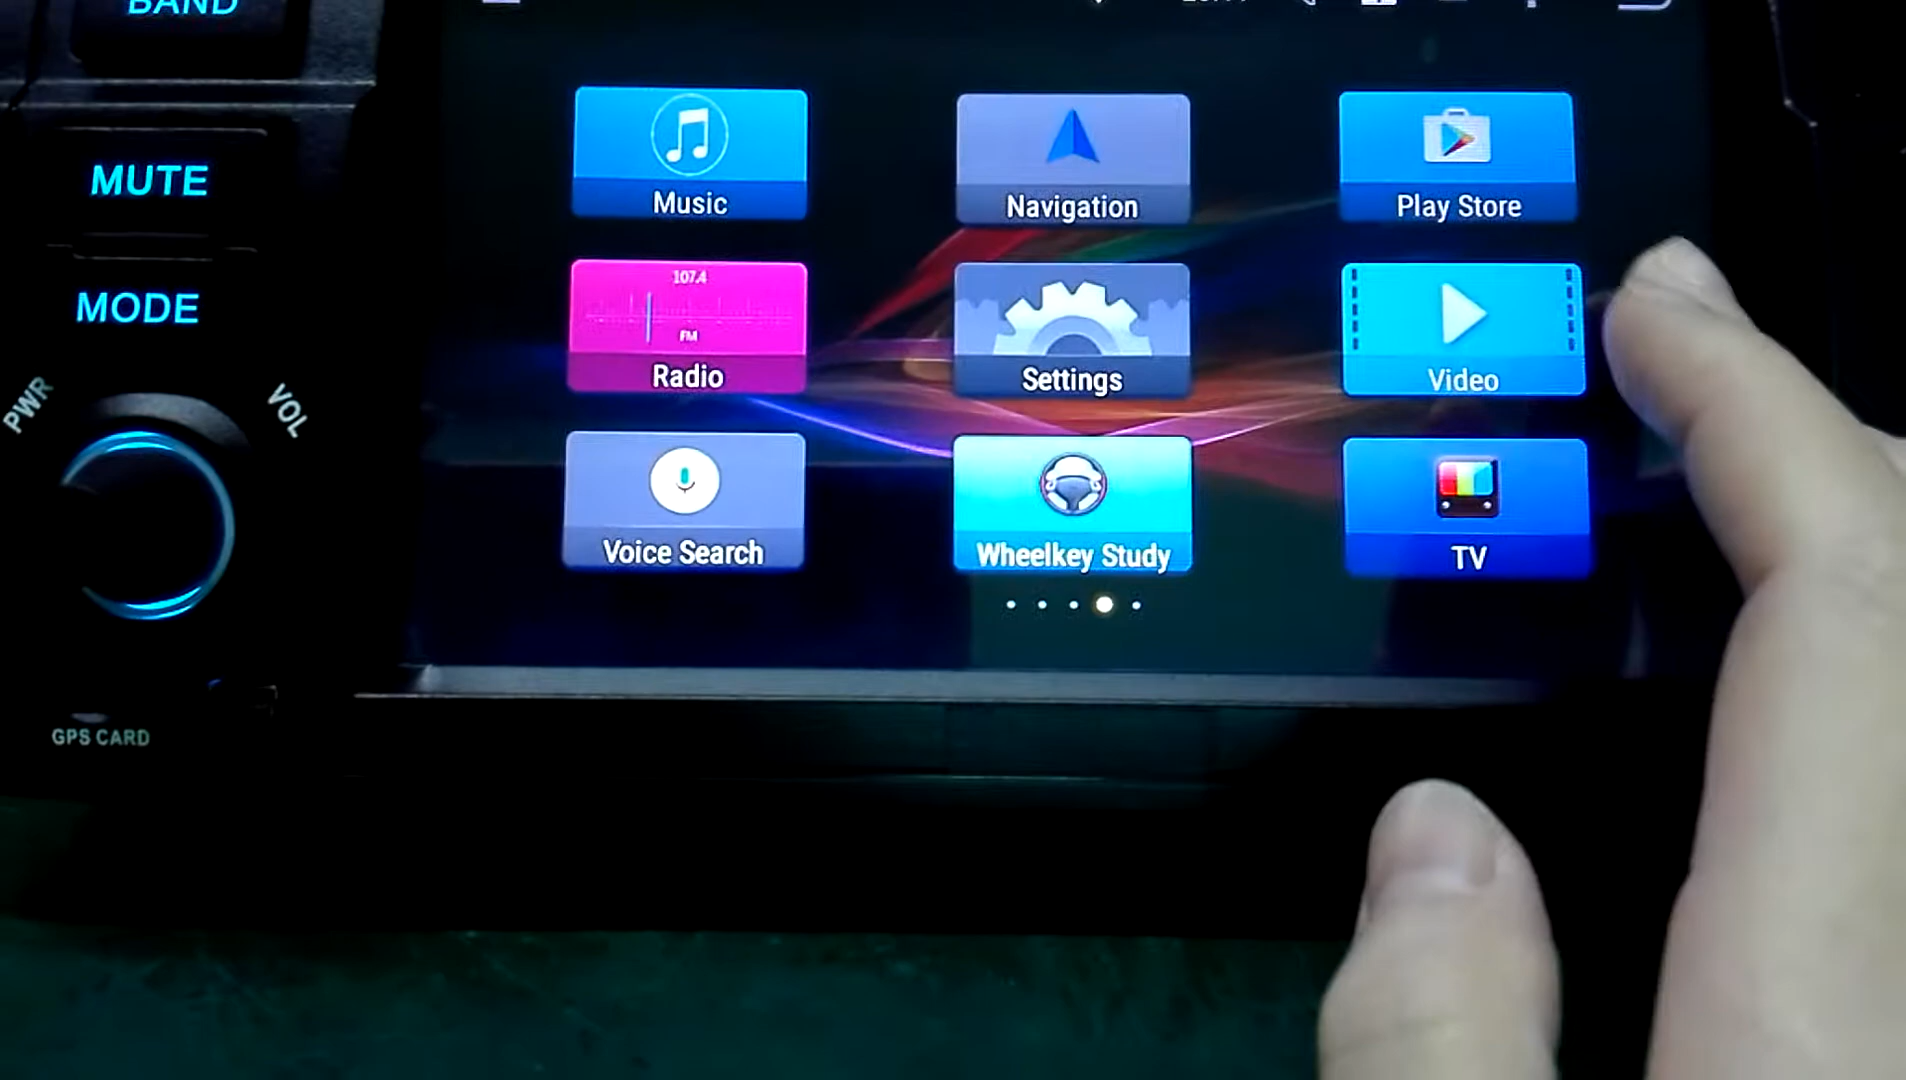 BAND
MUTE
MODE
PWR
VOL
GPS CARD
Music
Navigation
Play Store
107.4
FM
Radio
Settings
Video
Voice Search
Wheelkey Study
TV